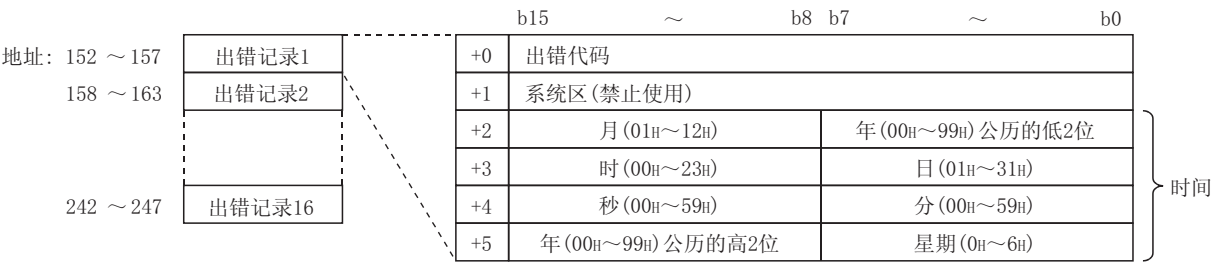 b15 ～ b8 b7 ～ b0
地址: 152 ～157 出错记录1 +0 出错代码
158 ～163 出错记录2 +1 系统区(禁止使用)
+2 月(01H～12H) 年(00H～99H)公历的低2位
+3 时(00H～23H) 日(01H～31H)
时间
242 ～247 出错记录16 +4 秒(00H～59H) 分(00H～59H)
+5 年(00H～99H)公历的高2位 星期(0H～6H)